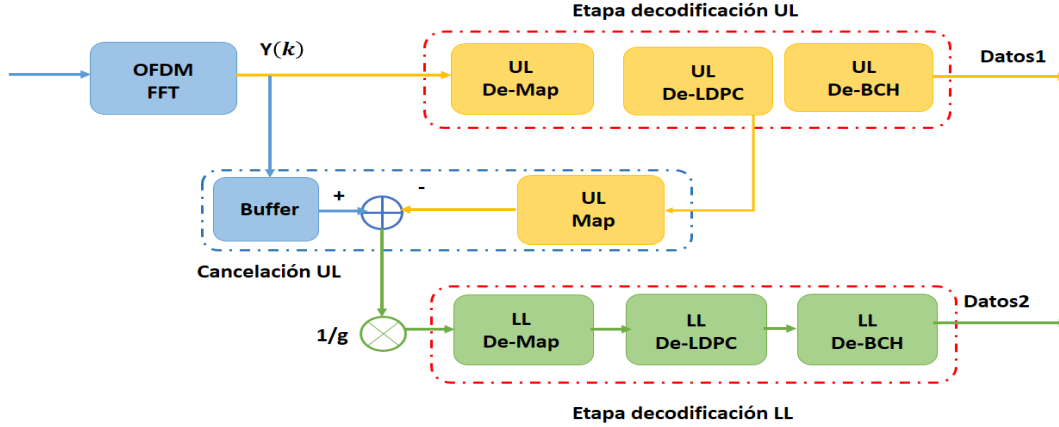 Etapa decodificación UL
Y(k)
OFDM
FFT
UL
De-Map
UL
De-LDPC
UL
De-BCH
Datos1
Buffer
+
-
UL
Map
Cancelación UL
1/g
LL
De-Map
LL
De-LDPC
LL
De-BCH
Datos2
Etapa decodificación LL